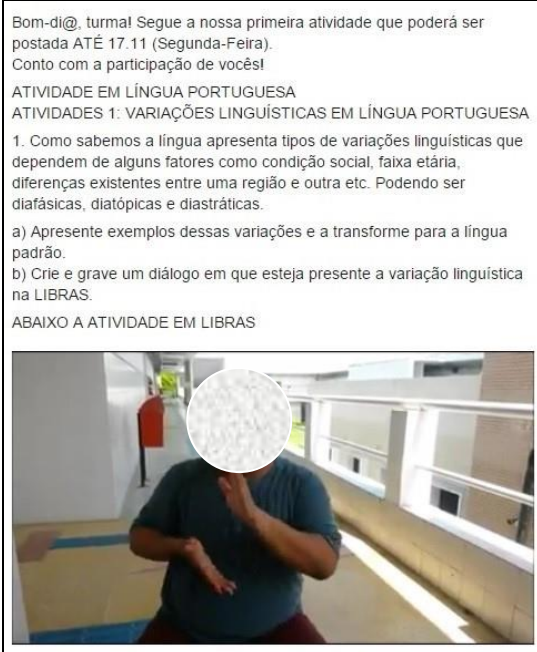 Bom-di@, turma! Segue a nossa primeira atividade que poderá ser
postada ATÉ 17.11 (Segunda-Feira).
Conto com a participação de vocês!
ATIVIDADE EM LÍNGUA PORTUGUESA
ATIVIDADES 1: VARIAÇÕES LINGUÍSTICAS EM LÍNGUA PORTUGUESA
1. Como sabemos a língua apresenta tipos de variações linguísticas que
dependem de alguns fatores como condição social, faixa etária,
diferenças existentes entre uma região e outra etc. Podendo ser
diafásicas, diatópicas e diastráticas.
a) Apresente exemplos dessas variações e a transforme para a língua
padrão.
b) Crie e grave um diálogo em que esteja presente a variação linguística
na LIBRAS.
ABAIXO A ATIVIDADE EM LIBRAS